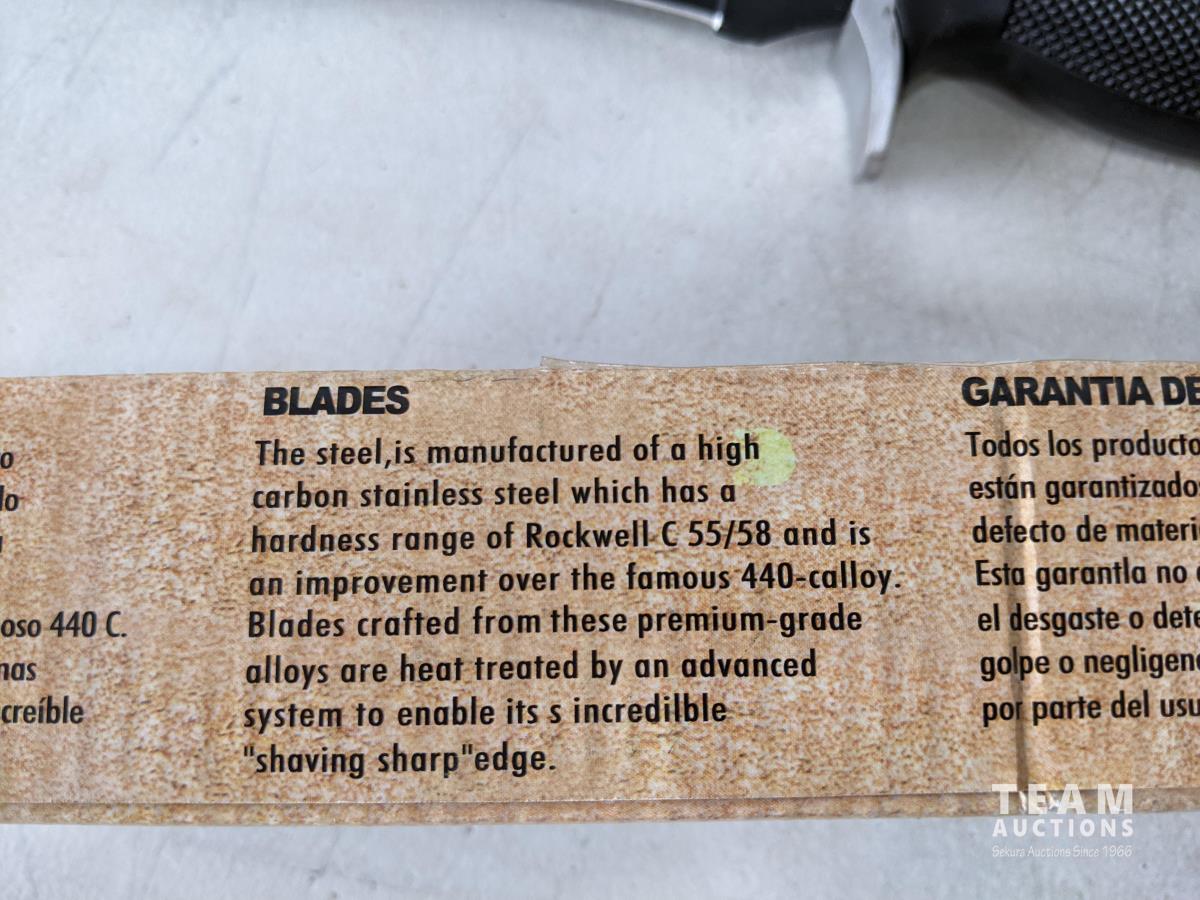 o
lo
oso 440 C.
nas
creíble
BLADES
The steel,is manufactured of a high
carbon stainless steel which has a
hardness range of Rockwell C 55/58 and is
an improvement over the famous 440-calloy.
Blades crafted from these premium-grade
alloys are heat treated by an advanced
system to enable its s incredilble
"shaving sharp"edge.
GARANTIA DE
Todos los producto
están garantizados
defecto de materi
Esta garantla no
el desgaste o dete
golpe o negligenc
por parte del usu
TEAM
AUCTIONS
Sekura Auctions Since 1966